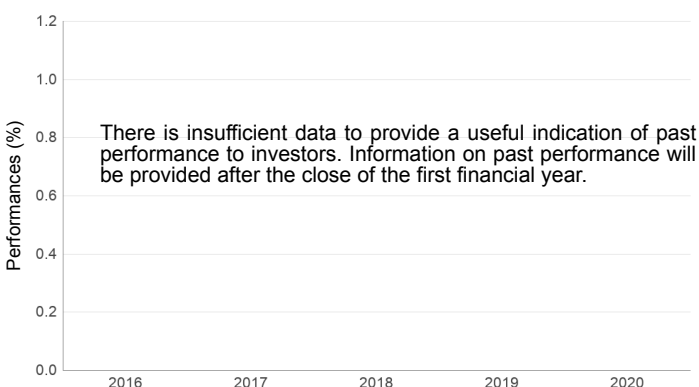 1.2
1.0
0.8
0.6
0.4
0.2
0.0
Performances (%)
There is insufficient data to provide a useful indication of past
performance to investors. Information on past performance will
be provided after the close of the first financial year.
2016 2017 2018 2019 2020